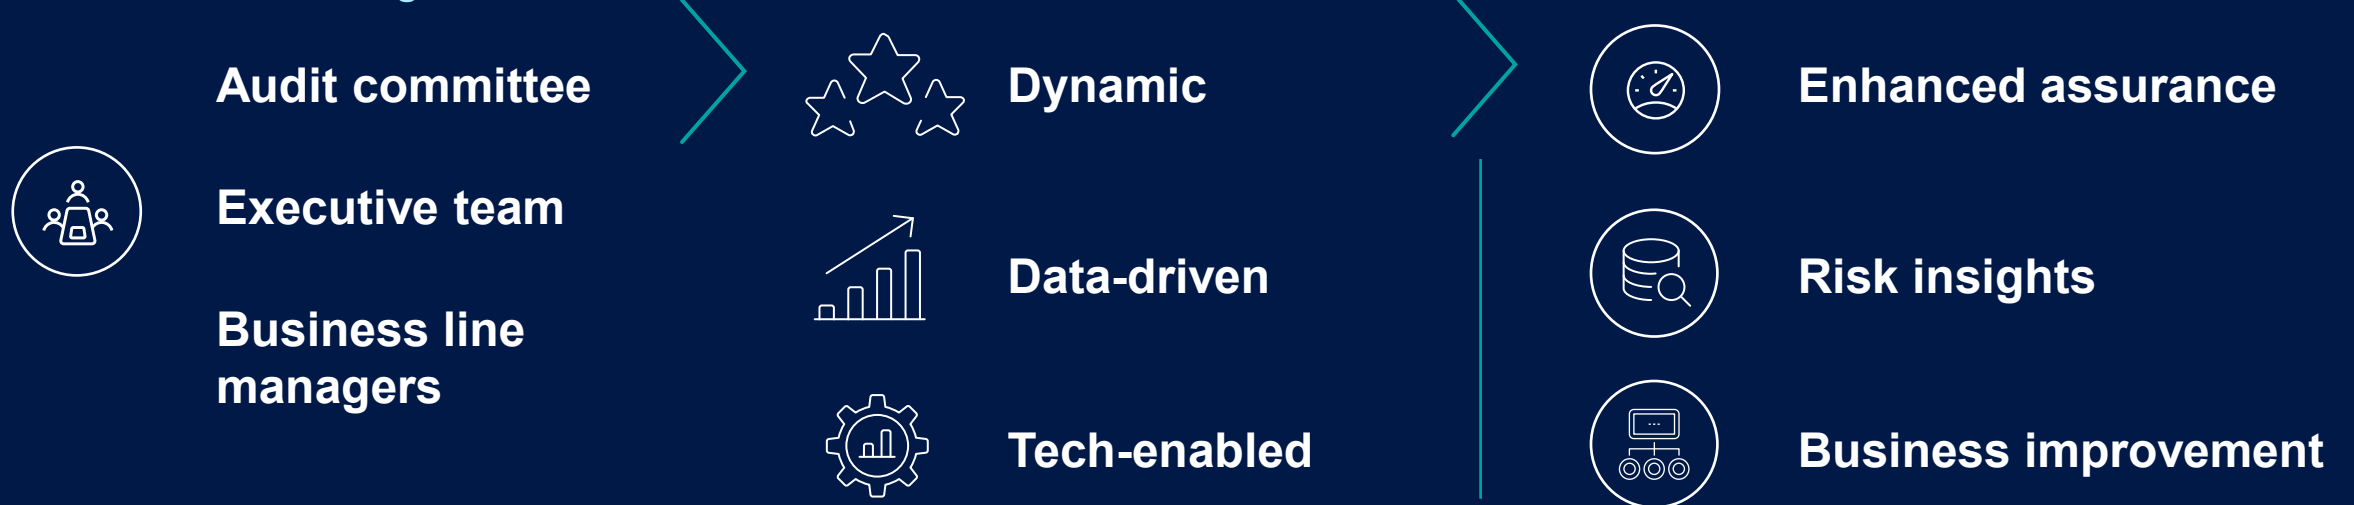 Audit committee
Executive team
Business line
managers
Dynamic
Data-driven
Tech-enabled
Enhanced assurance
Risk insights
Business improvement